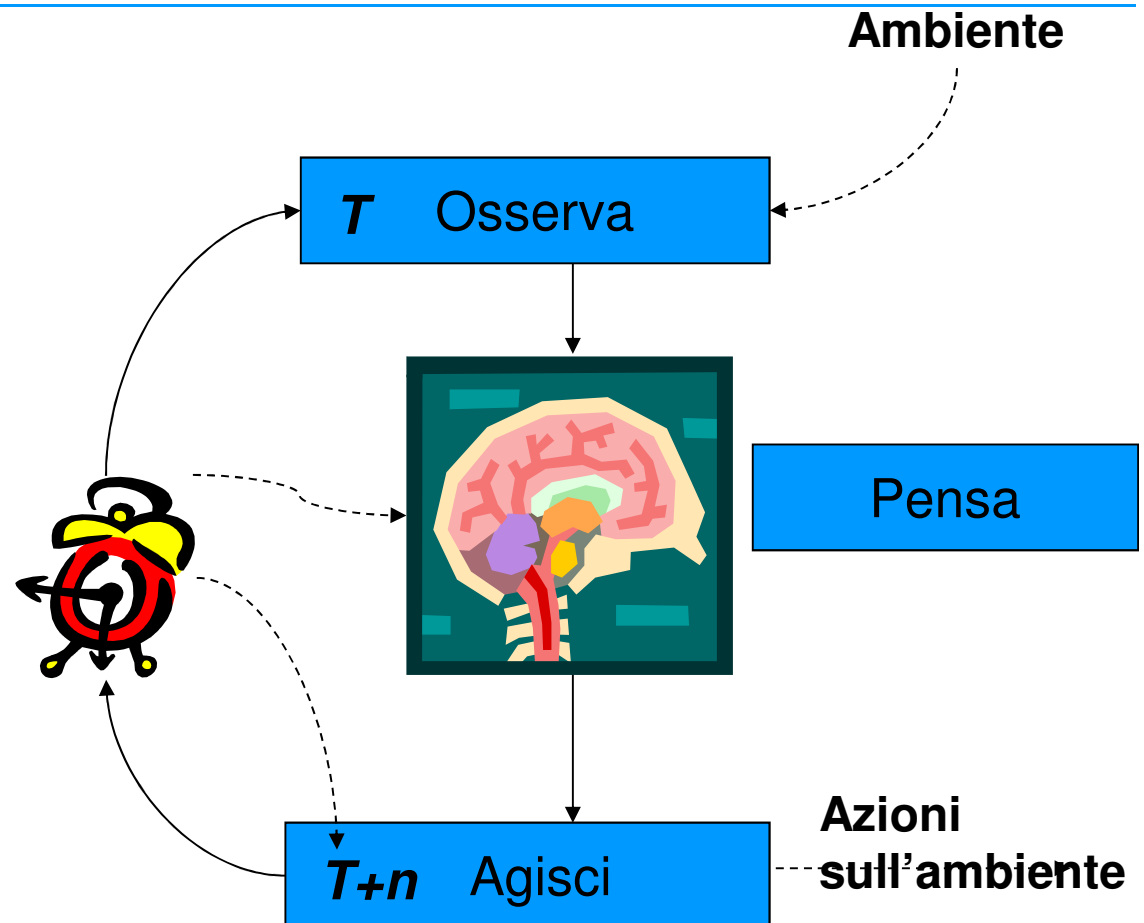 Ambiente
T Osserva
Pensa
Azioni
sull’ambiente
T+n Agisci